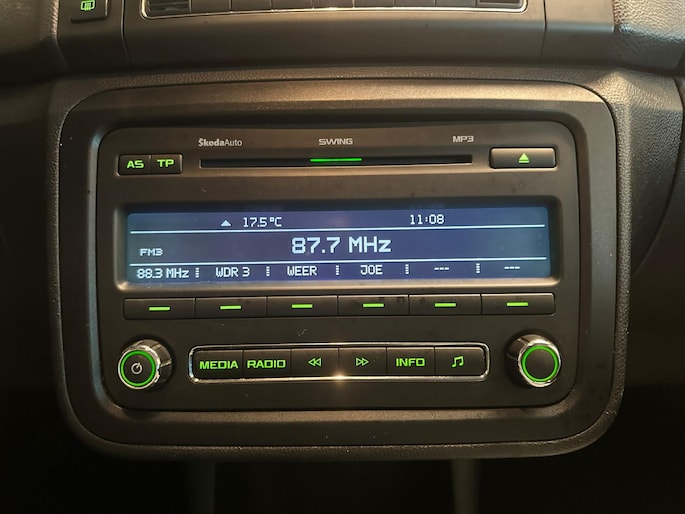 ŠkodaAuto SWING MP3
AS TP
17.5°C 11:08
FM3 87.7 MHz
88.3 MHz WDR 3 WEER JOE --- ---
MEDIA RADIO INFO